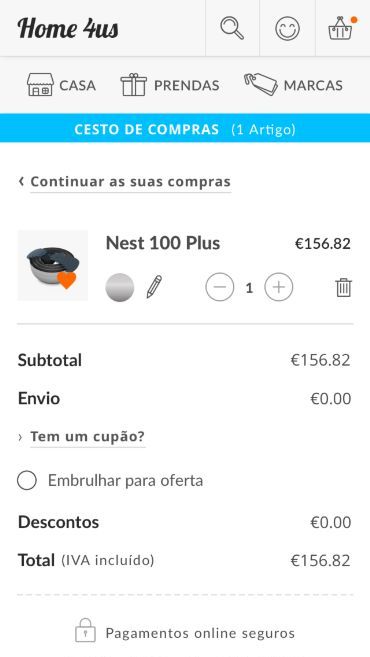 Home 4us
CASA PRENDAS MARCAS
CESTO DE COMPRAS (1 Artigo)
‹ Continuar as suas compras
Nest 100 Plus €156.82
1
Subtotal €156.82
Envio €0.00
› Tem um cupão?
Embrulhar para oferta
Descontos €0.00
Total (IVA incluído) €156.82
Pagamentos online seguros